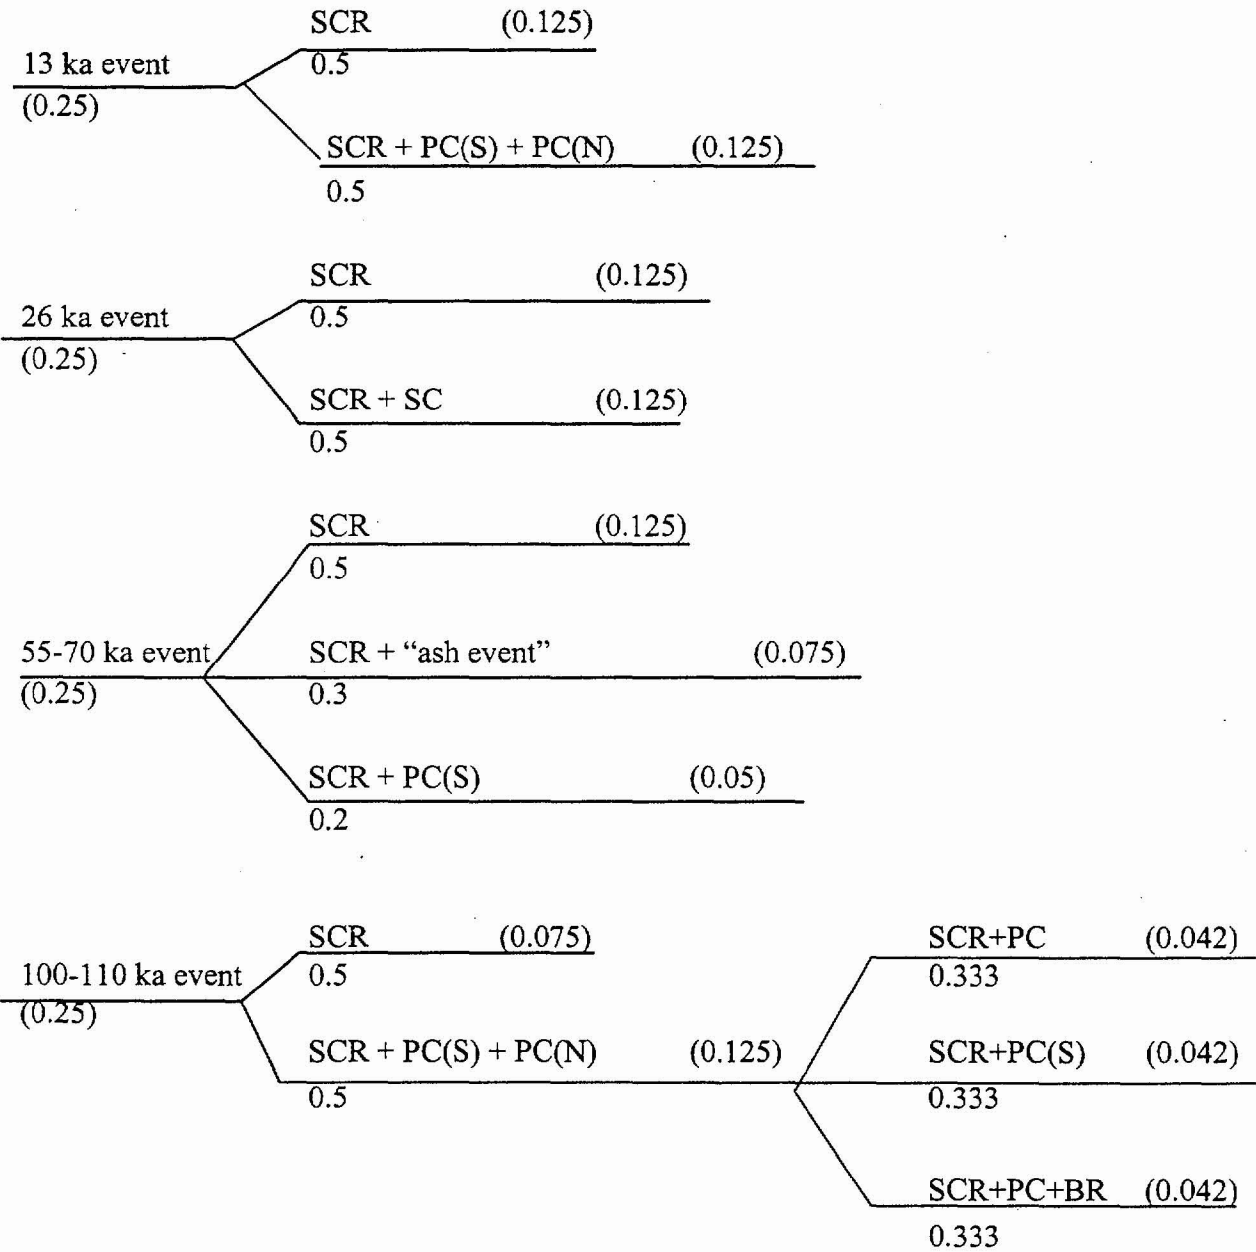 SCR (0.125)
13 ka event 0.5
(0.25)
SCR + PC(S) + PC(N) (0.125)
0.5
SCR (0.125)
26 ka event 0.5
(0.25)
SCR + SC (0.125)
0.5
SCR (0.125)
0.5
55-70 ka event SCR + “ash event” (0.075)
(0.25) 0.3
SCR + PC(S) (0.05)
0.2
SCR (0.075) SCR+PC (0.042)
100-110 ka event 0.5 0.333
(0.25)
SCR + PC(S) + PC(N) (0.125) SCR+PC(S) (0.042)
0.5 0.333
SCR+PC+BR (0.042)
0.333